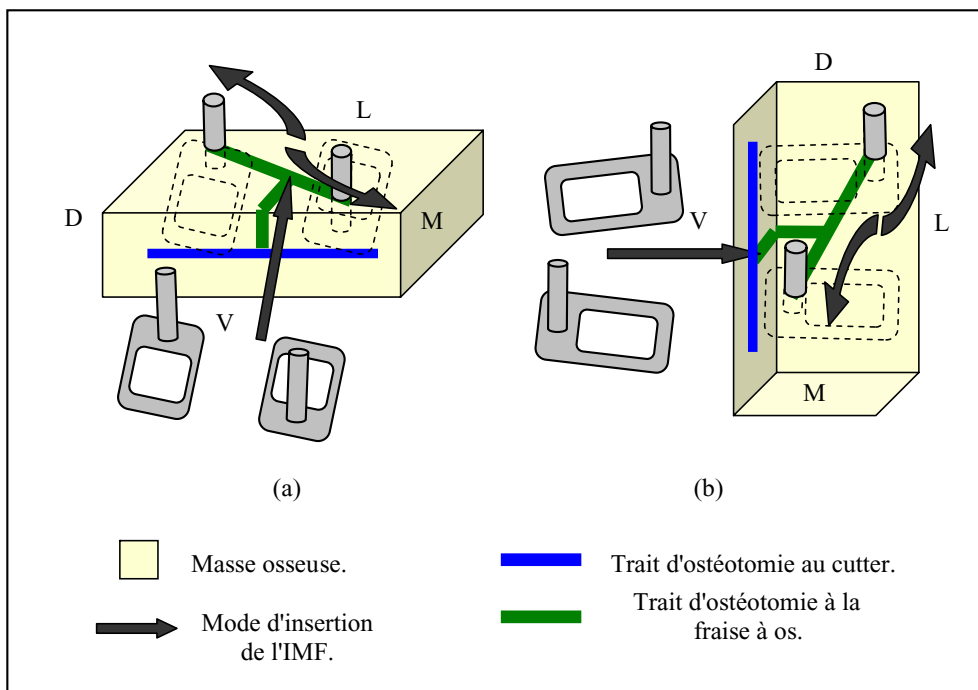 D
L
D
M
V
V
L
M
(a)
(b)
Masse osseuse.
Trait d'ostéotomie au cutter.
Mode d'insertion
de l'IMF.
Trait d'ostéotomie à la
fraise à os.